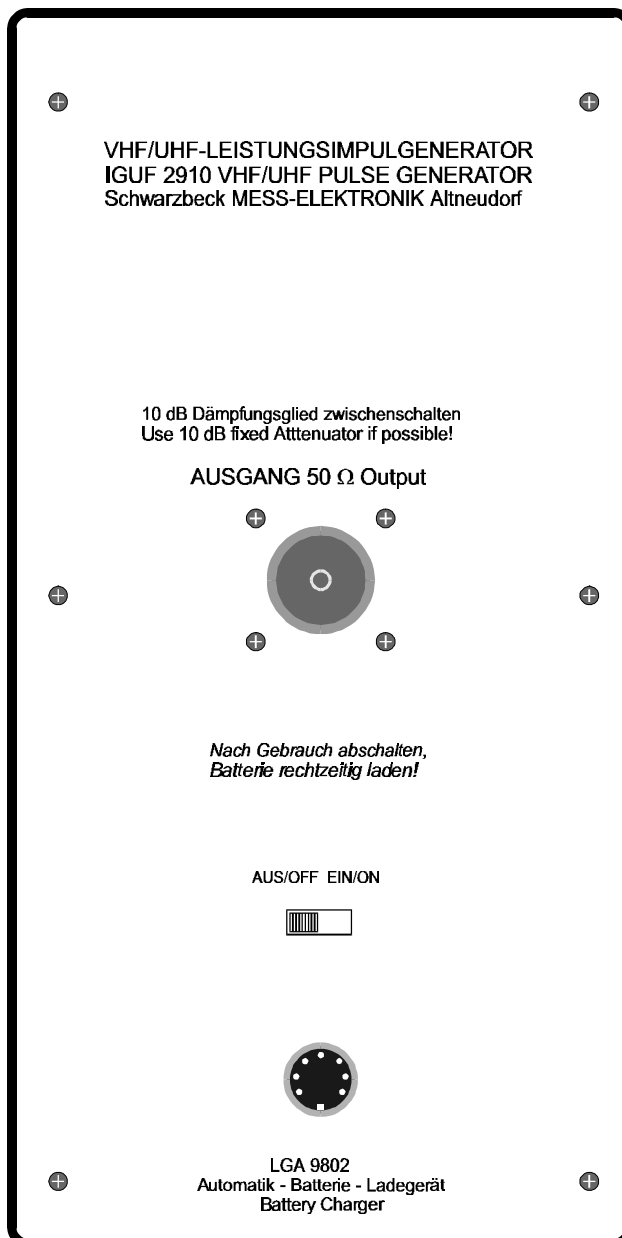 VHF/UHF-LEISTUNGSIMPULGENERATOR
IGUF 2910 VHF/UHF PULSE GENERATOR
Schwarzbeck MESS-ELEKTRONIK Altneudorf
10 dB Dämpfungsglied zwischenschalten
Use 10 dB fixed Atttenuator if possible!
AUSGANG 50 Ω Output
Nach Gebrauch abschalten,
Batterie rechtzeitig laden!
AUS/OFF EIN/ON
LGA 9802
Automatik - Batterie - Ladegerät
Battery Charger